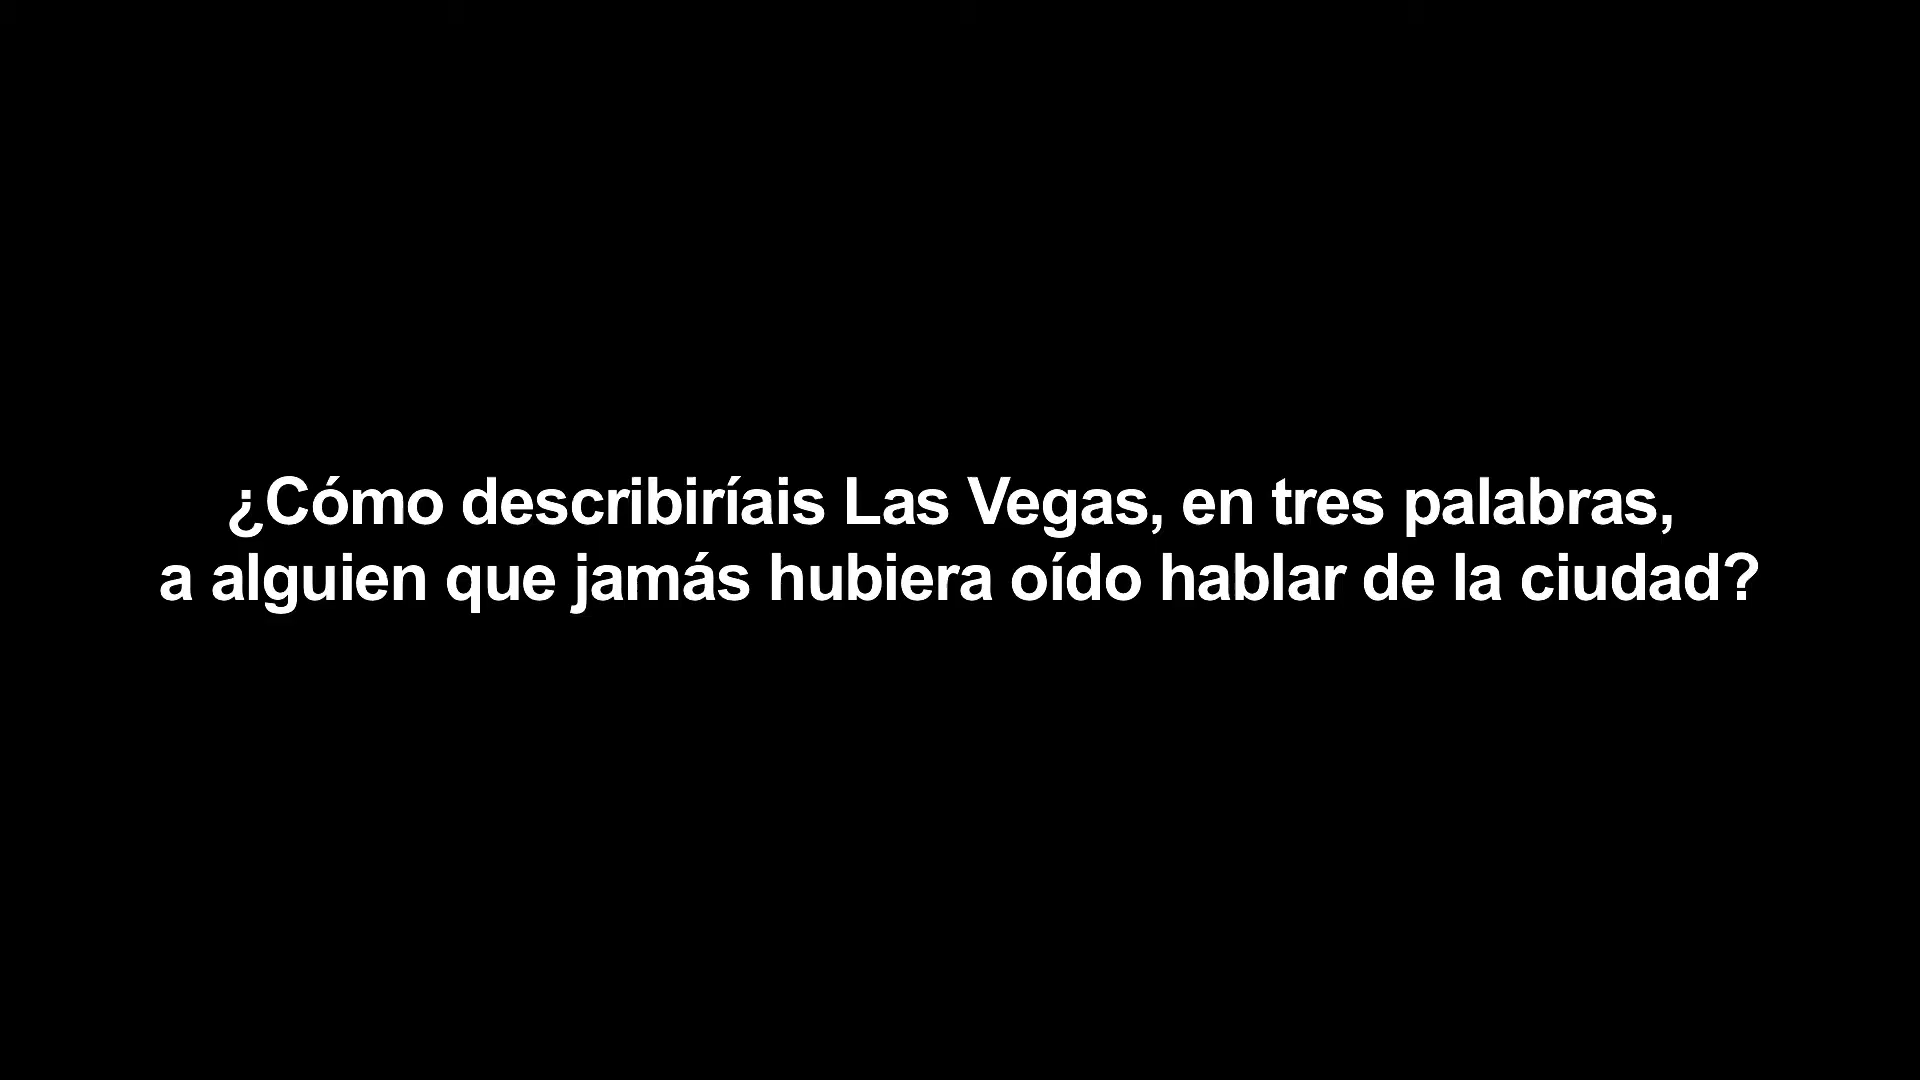 ¿Cómo describiríais Las Vegas, en tres palabras,
a alguien que jamás hubiera oído hablar de la ciudad?